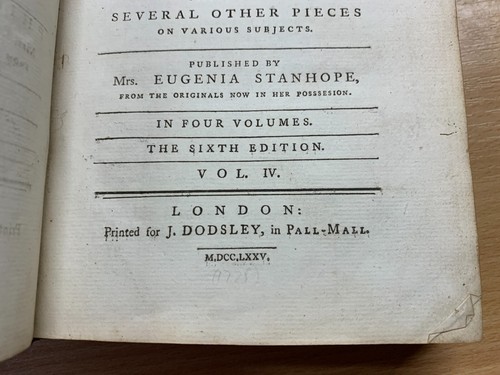 SEVERAL OTHER PIECES
ON VARIOUS SUBJECTS.
PUBLISHED BY
Mrs. EUGENIA STANHOPE,
FROM THE ORIGINALS NOW IN HER POSSSESION.
IN FOUR VOLUMES.
THE SIXTH EDITION.
VOL. IV.
LONDON:
Printed for J. DODSLEY, in PALL-MALL.
M.DCC.LXXV.